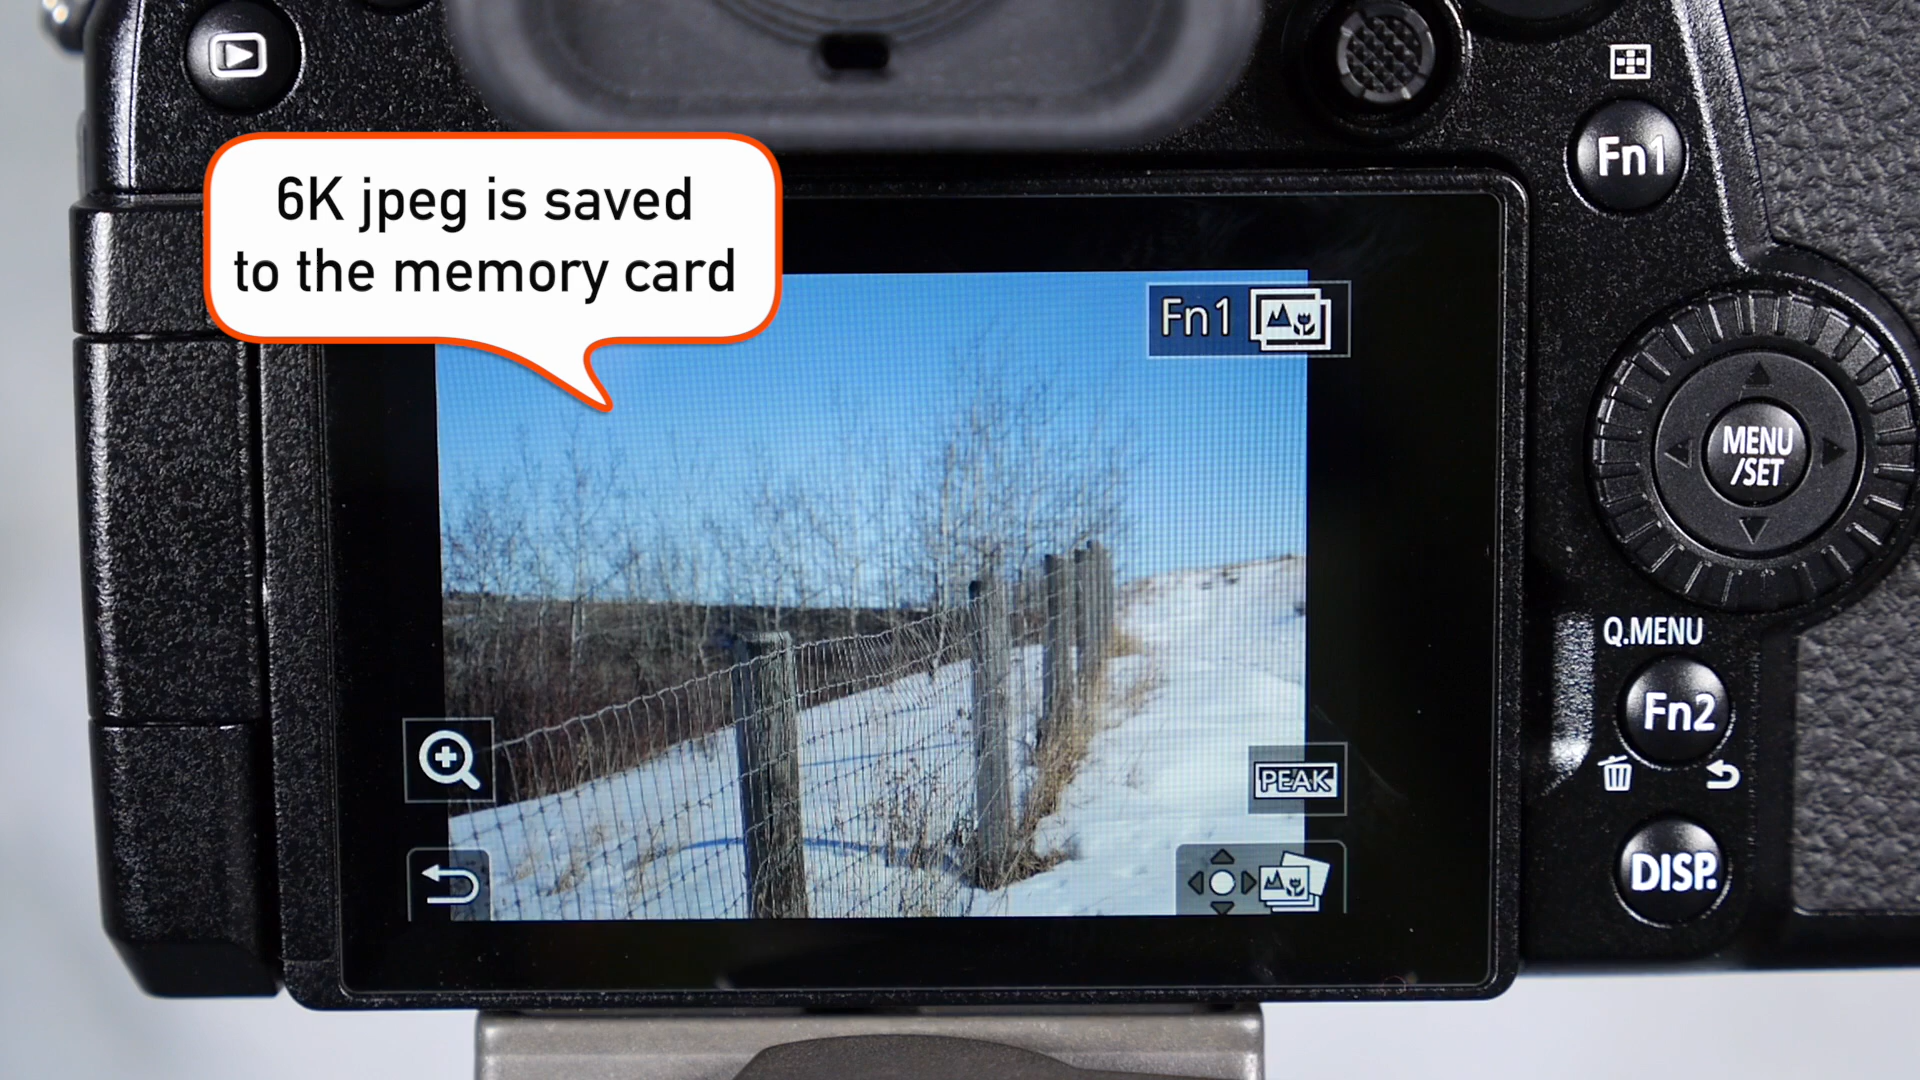 6K jpeg is saved
to the memory card
Fn1
Fn1
MENU
/SET
Q.MENU
Fn2
PEAK
DISP.